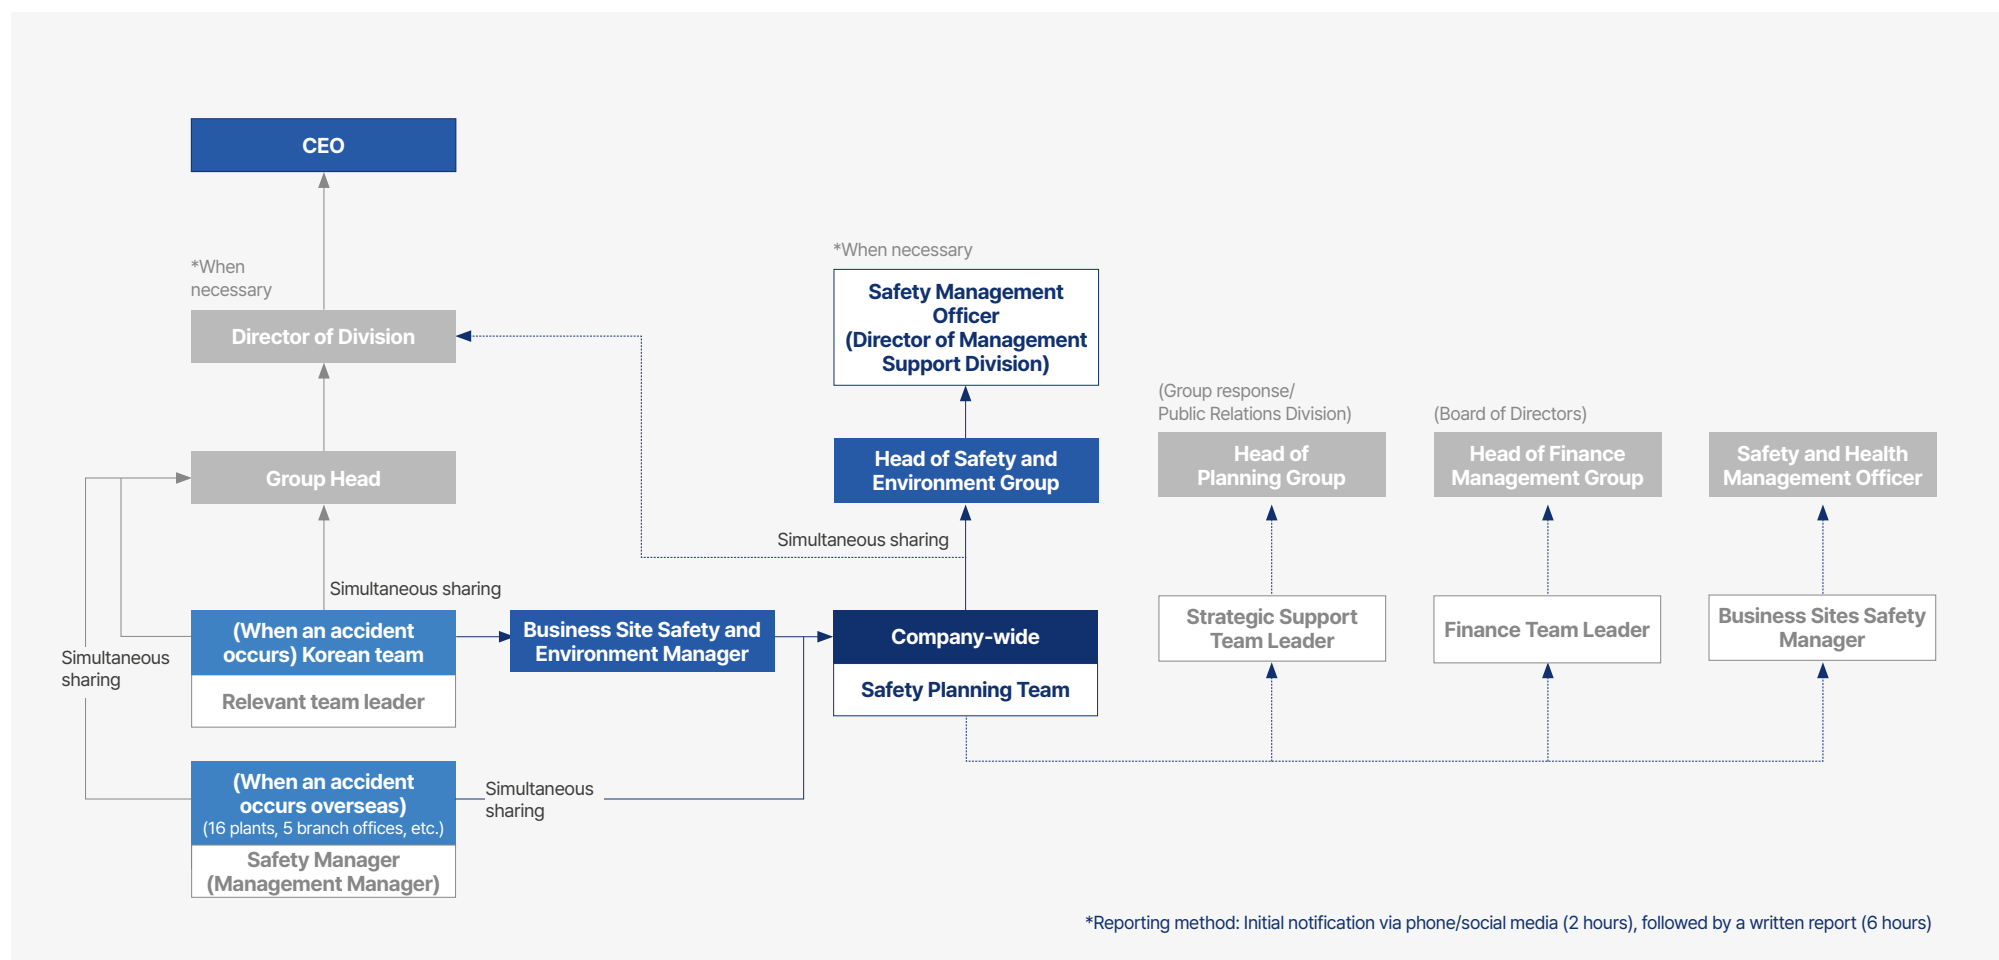 CEO
*When
necessary
Director of Division
Group Head
Simultaneous sharing
(When an accident
occurs) Korean team
Relevant team leader
Simultaneous
sharing
(When an accident
occurs overseas)
(16 plants, 5 branch offices, etc.)
Safety Manager
(Management Manager)
Simultaneous
sharing
Business Site Safety and
Environment Manager
*When necessary
Safety Management
Officer
(Director of Management
Support Division)
Head of Safety and
Environment Group
Simultaneous sharing
Company-wide
Safety Planning Team
(Group response/
Public Relations Division)
Head of
Planning Group
Strategic Support
Team Leader
(Board of Directors)
Head of Finance
Management Group
Finance Team Leader
Safety and Health
Management Officer
Business Sites Safety
Manager
*Reporting method: Initial notification via phone/social media (2 hours), followed by a written report (6 hours)